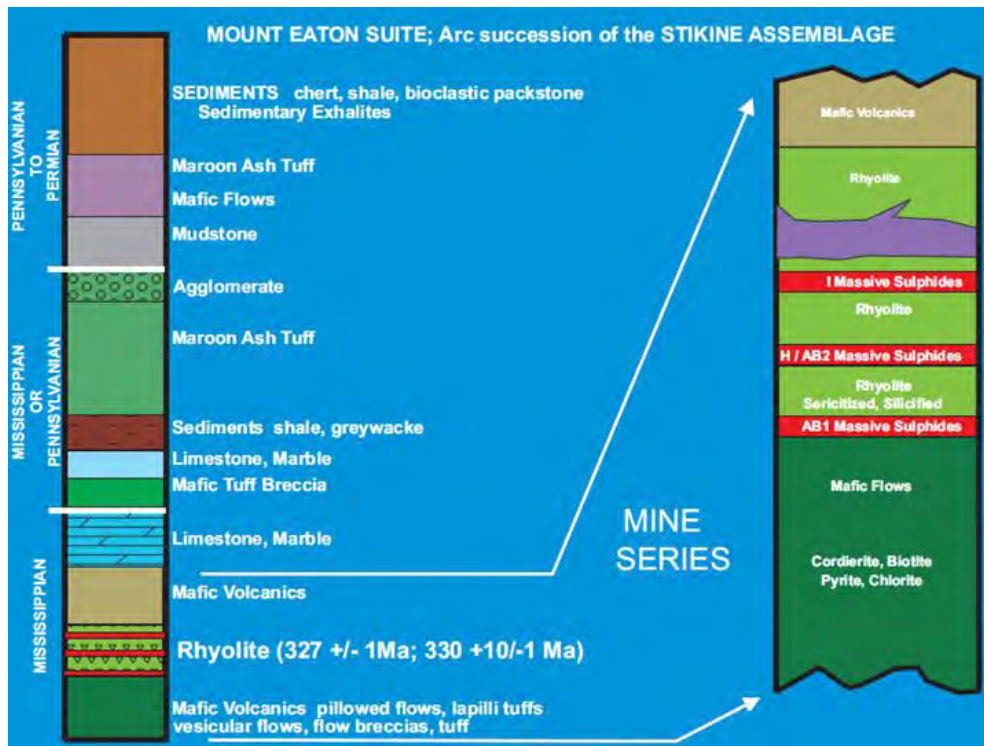 MOUNT EATON SUITE; Arc succession of the STIKINE ASSEMBLAGE
PENNSYLVANIAN
TO
PERMIAN
SEDIMENTS chert, shale, bioclastic packstone
Sedimentary Exhalites
Maroon Ash Tuff
Mafic Flows
Mudstone
MISSISSIPPIAN
OR
PENNSYLVANIAN
Agglomerate
Maroon Ash Tuff
Sediments shale, greywacke
Limestone, Marble
Mafic Tuff Breccia
MISSISSIPPIAN
Limestone, Marble
Mafic Volcanics
Rhyolite (327 +/- 1Ma; 330 +10/-1 Ma)
Mafic Volcanics pillowed flows, lapilli tuffs
vesicular flows, flow breccias, tuff
MINE
SERIES
Mafic Volcanics
Rhyolite
I Massive Sulphides
Rhyolite
H / AB2 Massive Sulphides
Rhyolite
Sericitized, Silicified
AB1 Massive Sulphides
Mafic Flows
Cordierite, Biotite
Pyrite, Chlorite